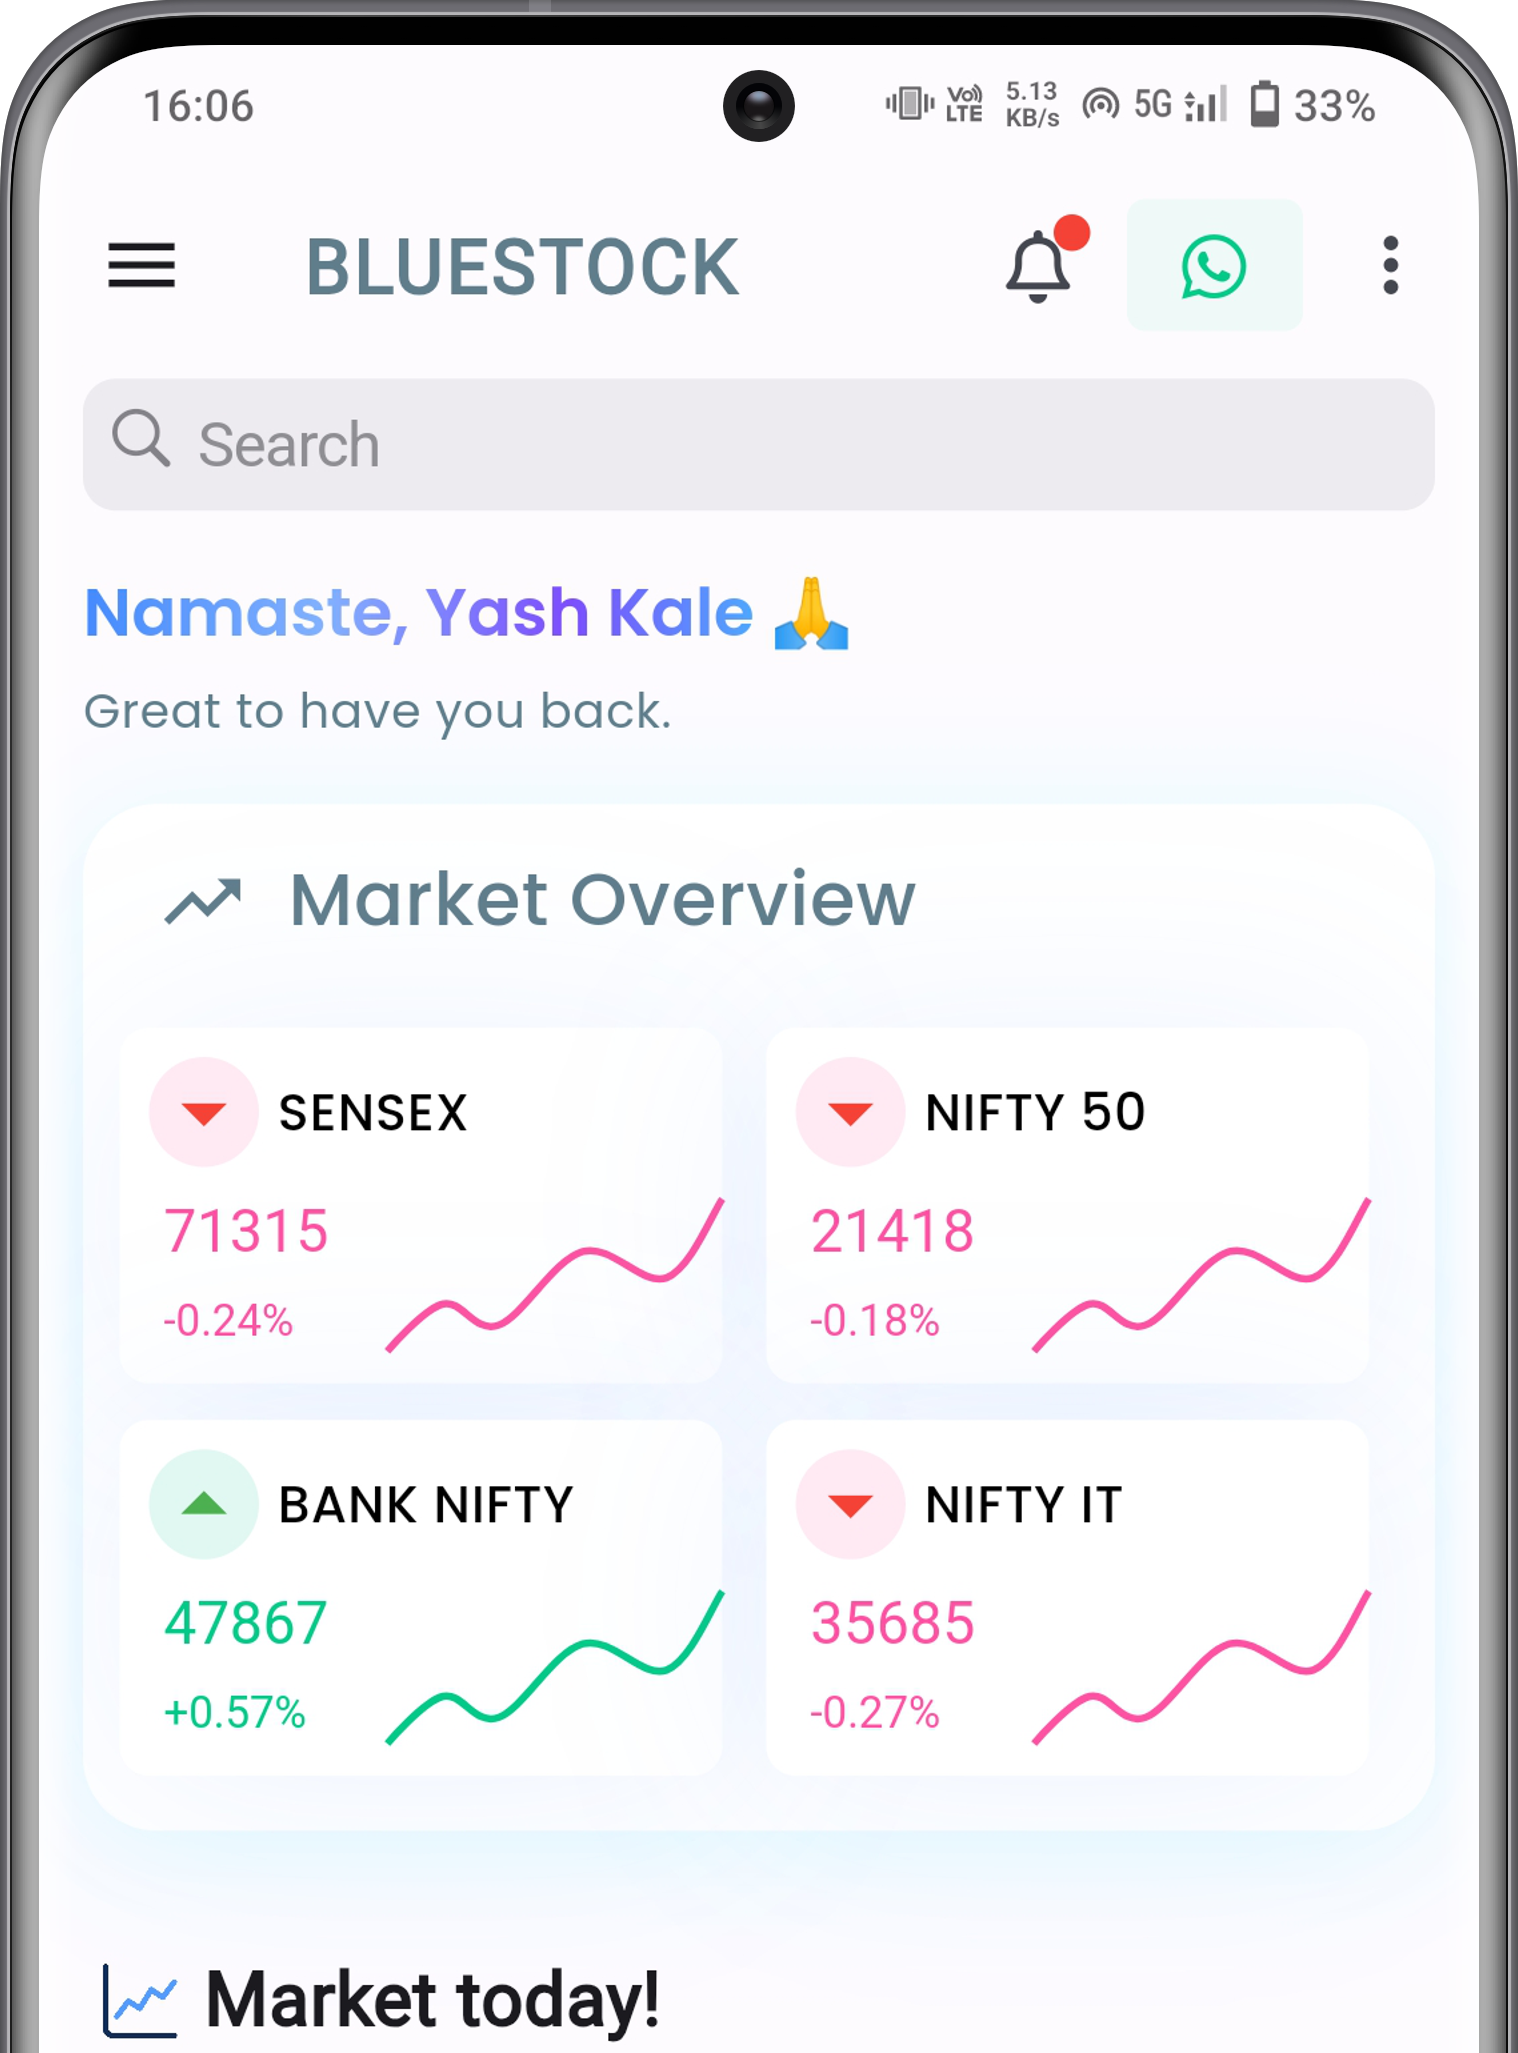 16:06
Vo) LTE
5.13 KB/s
5G
33%
BLUESTOCK
Search
Namaste, Yash Kale 🙏
Great to have you back.
Market Overview
SENSEX
71315
-0.24%
NIFTY 50
21418
-0.18%
BANK NIFTY
47867
+0.57%
NIFTY IT
35685
-0.27%
Market today!